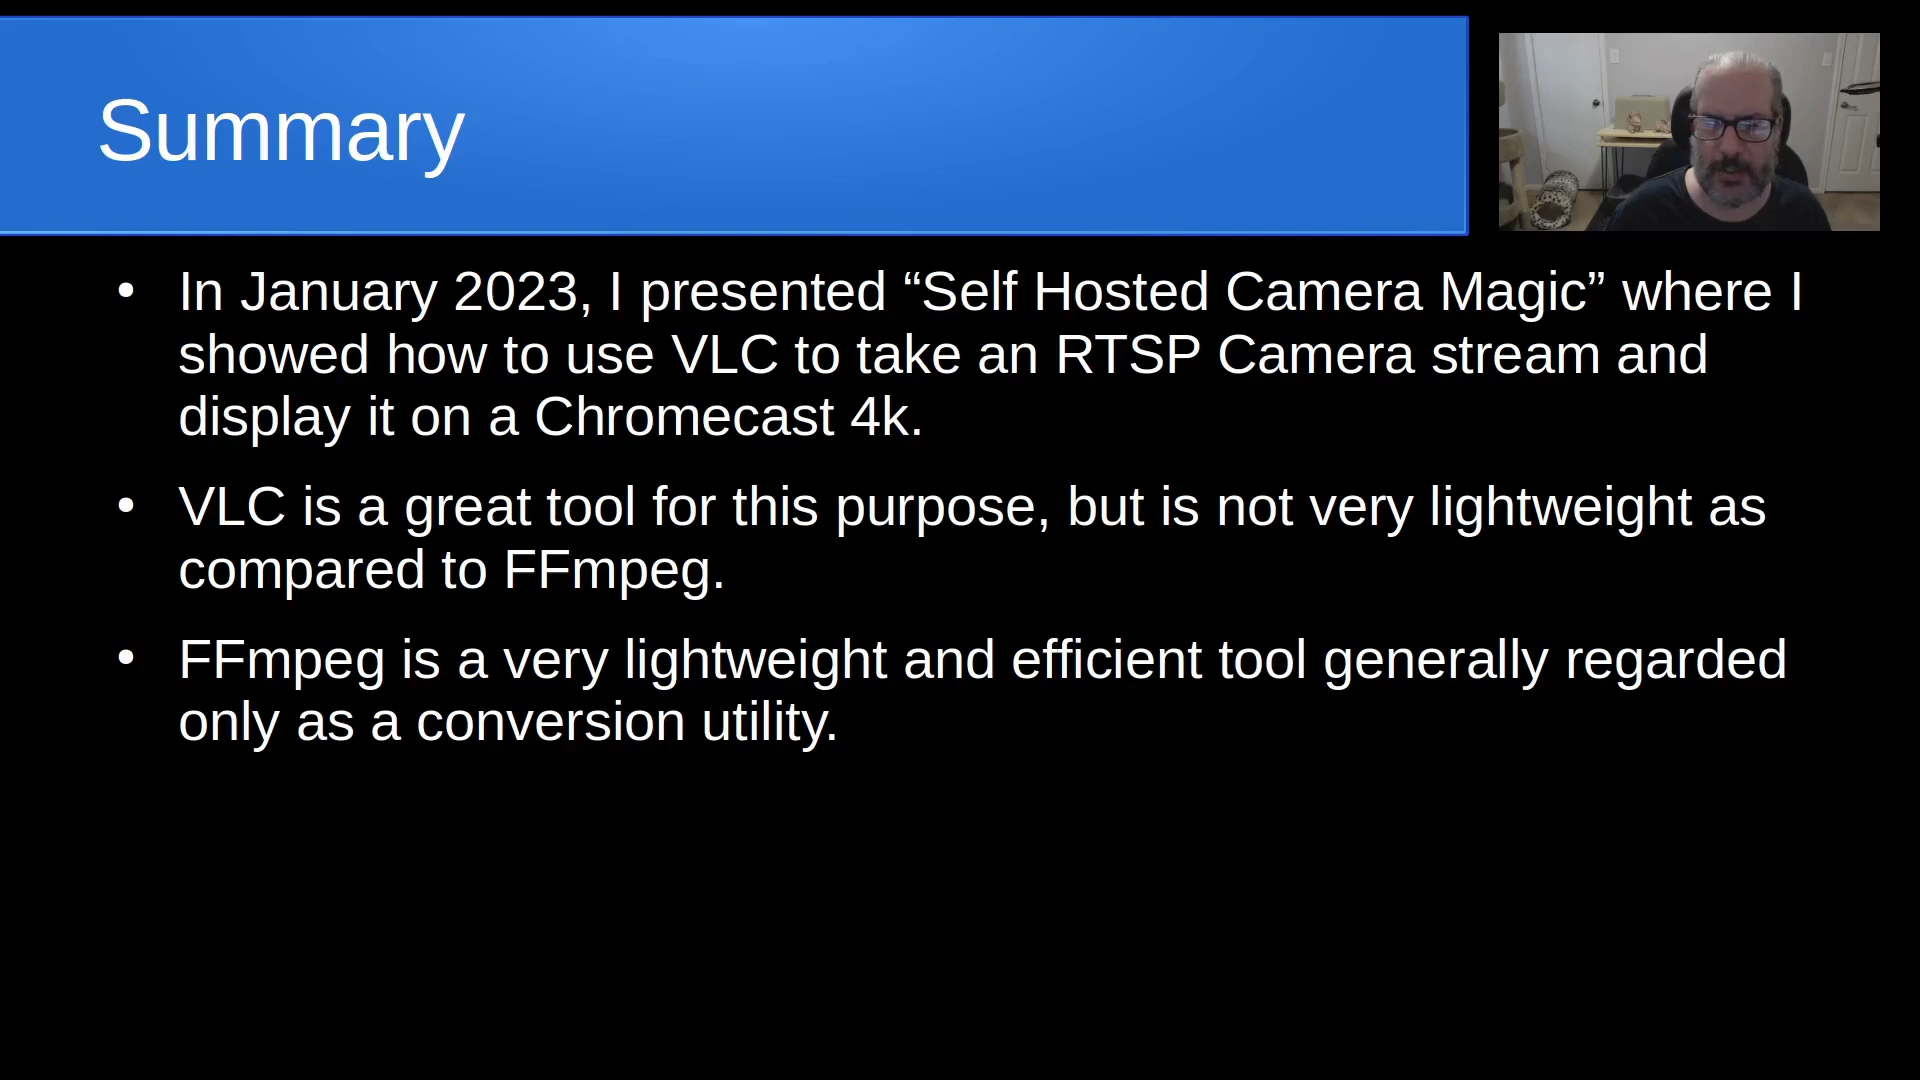 Summary
• In January 2023, I presented “Self Hosted Camera Magic” where I
showed how to use VLC to take an RTSP Camera stream and
display it on a Chromecast 4k.
• VLC is a great tool for this purpose, but is not very lightweight as
compared to FFmpeg.
• FFmpeg is a very lightweight and efficient tool generally regarded
only as a conversion utility.